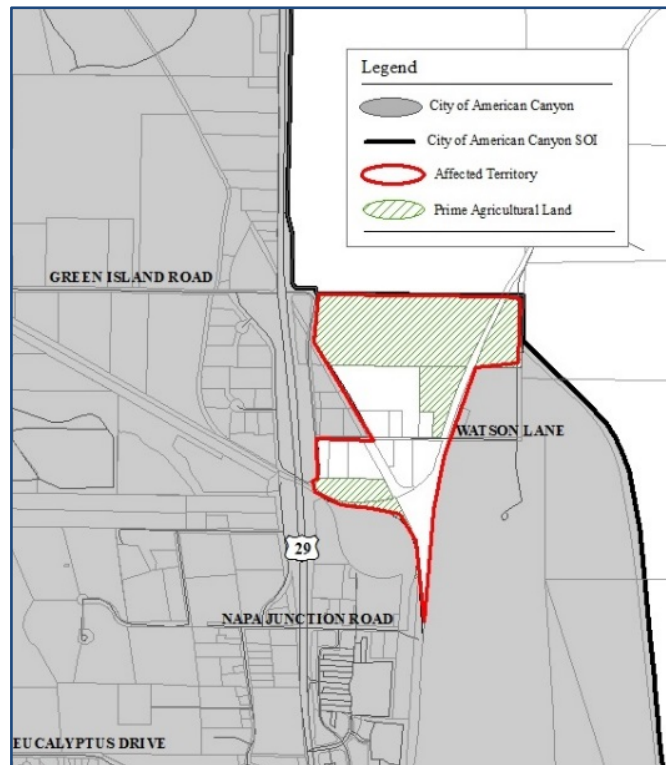 Legend
City of American Canyon
City of American Canyon SOI
Affected Territory
Prime Agricultural Land
GREEN ISLAND ROAD
WATSON LANE
29
NAPA JUNCTION ROAD
EUCALYPTUS DRIVE